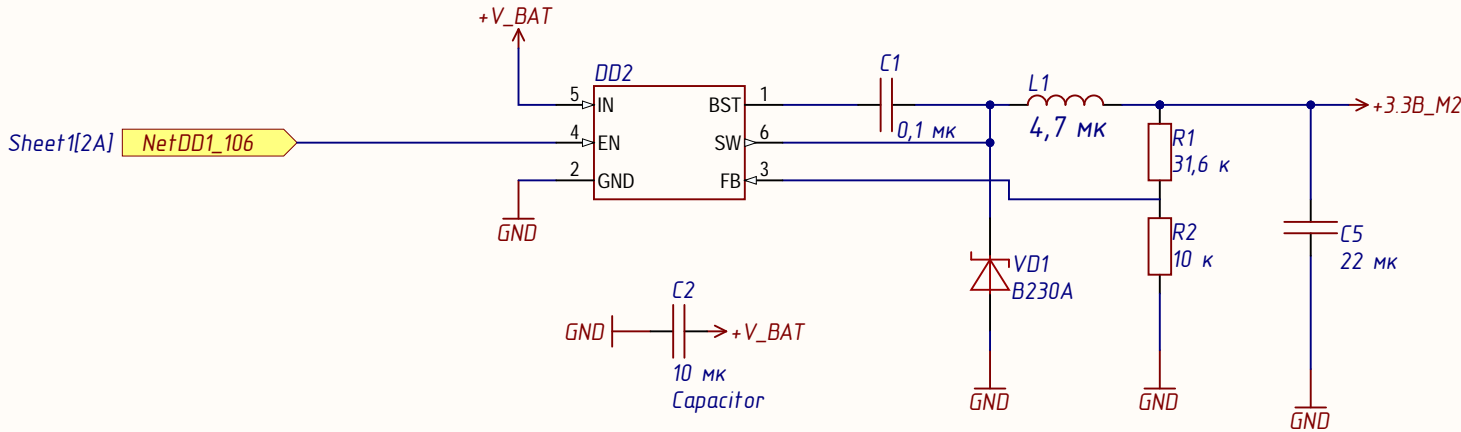 +V_BAT
DD2
C1
L1
5
IN
BST
1
+3.3В_M2
0,1 мк
4,7 мк
Sheet1[2A]
NetDD1_106
4
EN
SW
6
R1
31,6 к
2
GND
FB
3
GND
R2
10 к
C5
22 мк
VD1
B230A
C2
GND
+V_BAT
10 мк
Capacitor
GND
GND
GND